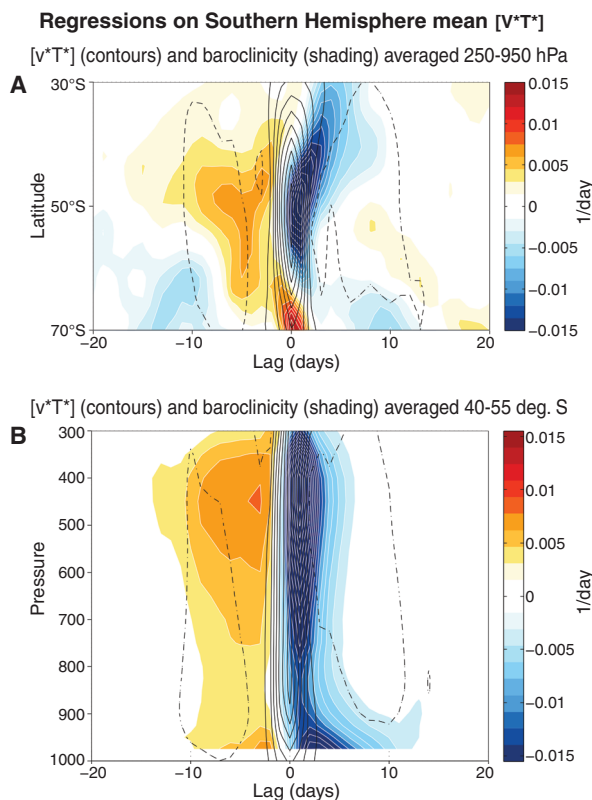 Regressions on Southern Hemisphere mean [V*T*]
[v*T*] (contours) and baroclinicity (shading) averaged 250-950 hPa
A
30°S
50°S
70°S
Latitude
−20
−10
0
10
20
Lag (days)
0.015
0.01
0.005
0
−0.005
−0.01
−0.015
1/day
[v*T*] (contours) and baroclinicity (shading) averaged 40-55 deg. S
B
300
400
500
600
700
800
900
1000
Pressure
−20
−10
0
10
20
Lag (days)
0.015
0.01
0.005
0
−0.005
−0.01
−0.015
1/day